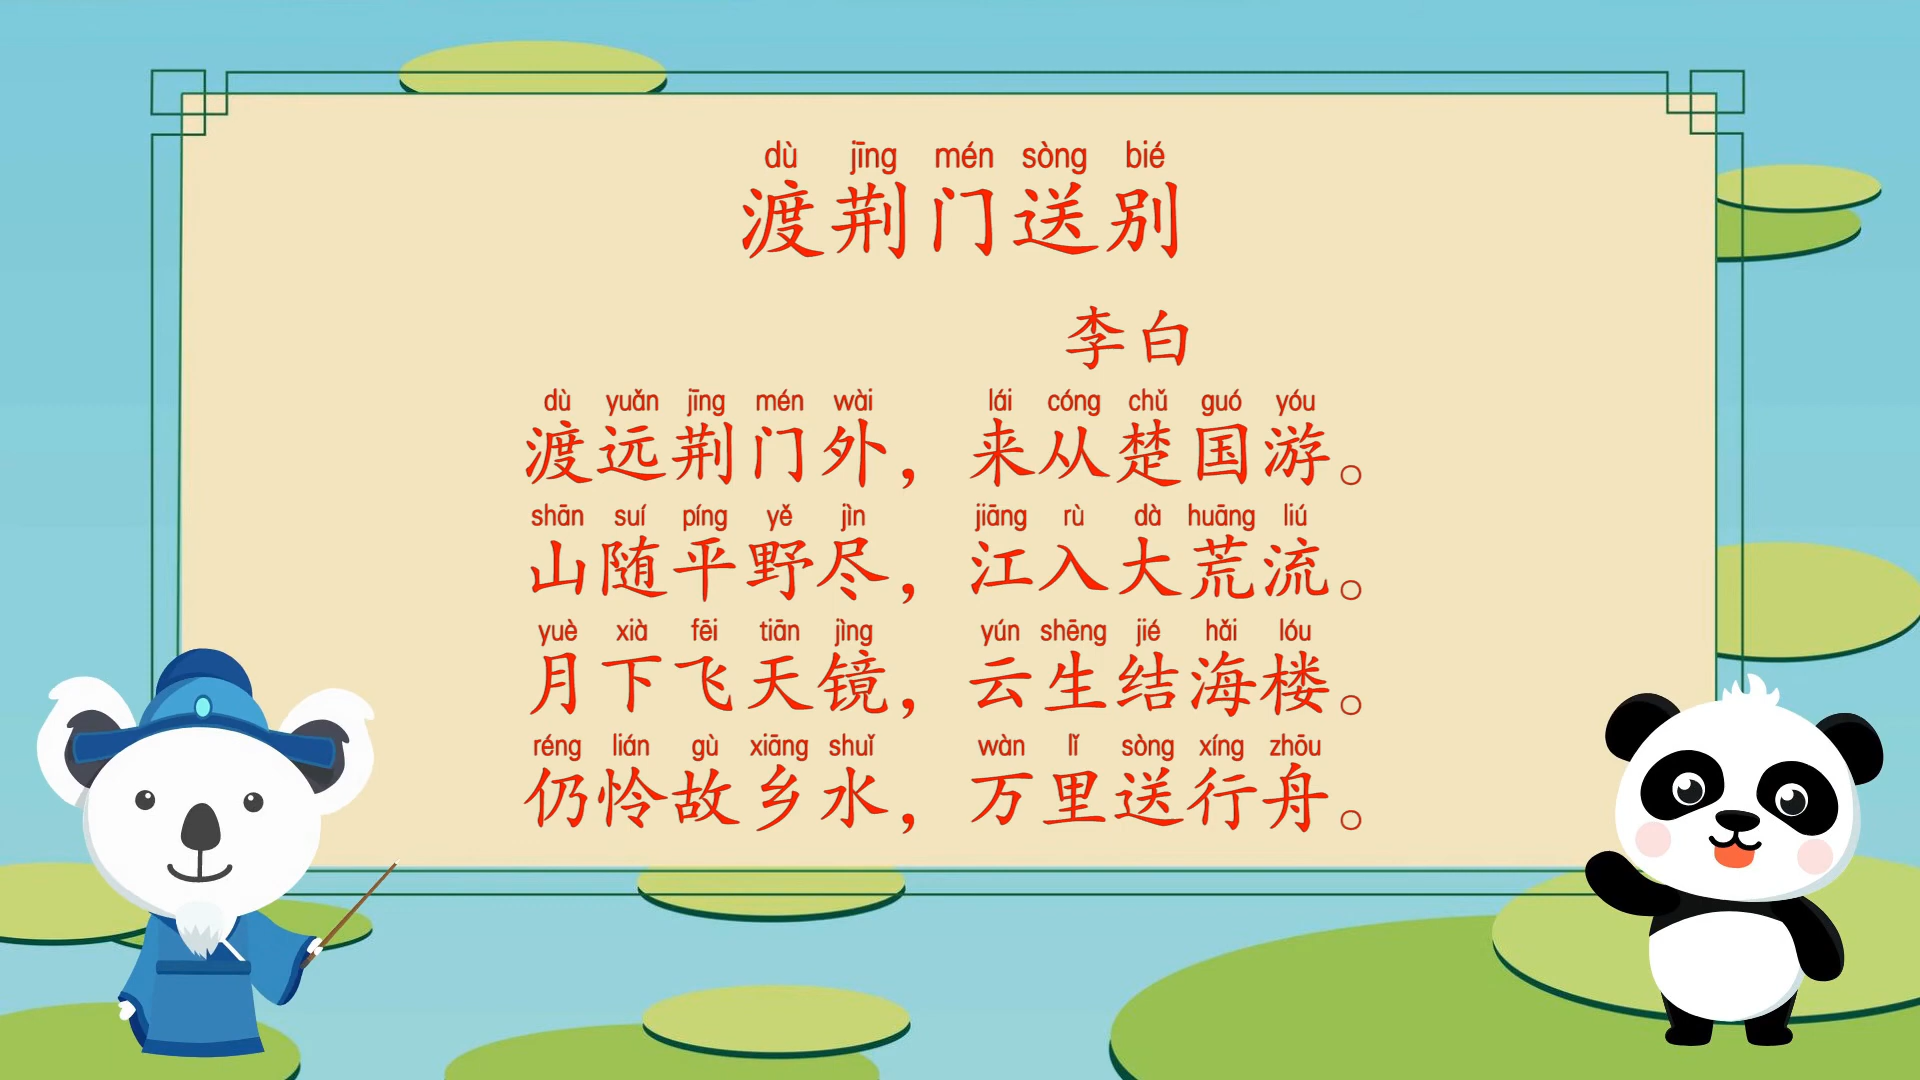 dù jīng mén sòng bié
渡荆门送别
李白
dù yuǎn jīng mén wài lái cóng chǔ guó yóu
渡远荆门外，来从楚国游。
shān suí píng yě jìn jiāng rù dà huāng liú
山随平野尽，江入大荒流。
yuè xià fēi tiān jìng yún shēng jié hǎi lóu
月下飞天镜，云生结海楼。
réng lián gù xiāng shuǐ wàn lǐ sòng xíng zhōu
仍怜故乡水，万里送行舟。